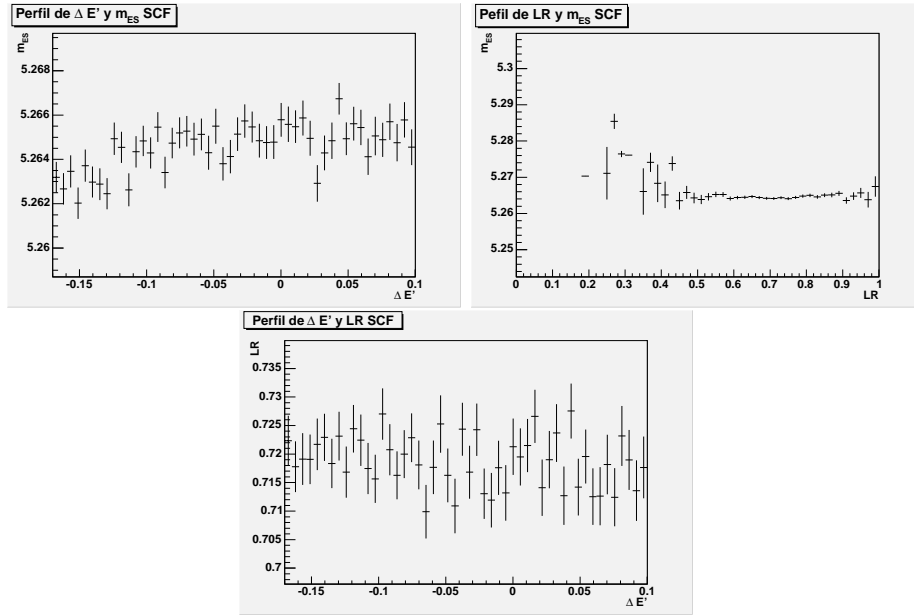 Perfil de Δ E' y mES SCF
mES
5.268
5.266
5.264
5.262
5.26
-0.15 -0.1 -0.05 0 0.05 0.1
Δ E'
Pefil de LR y mES SCF
mES
5.3
5.29
5.28
5.27
5.26
5.25
0 0.1 0.2 0.3 0.4 0.5 0.6 0.7 0.8 0.9 1
LR
Perfil de Δ E' y LR SCF
LR
0.735
0.73
0.725
0.72
0.715
0.71
0.705
0.7
-0.15 -0.1 -0.05 0 0.05 0.1
Δ E'